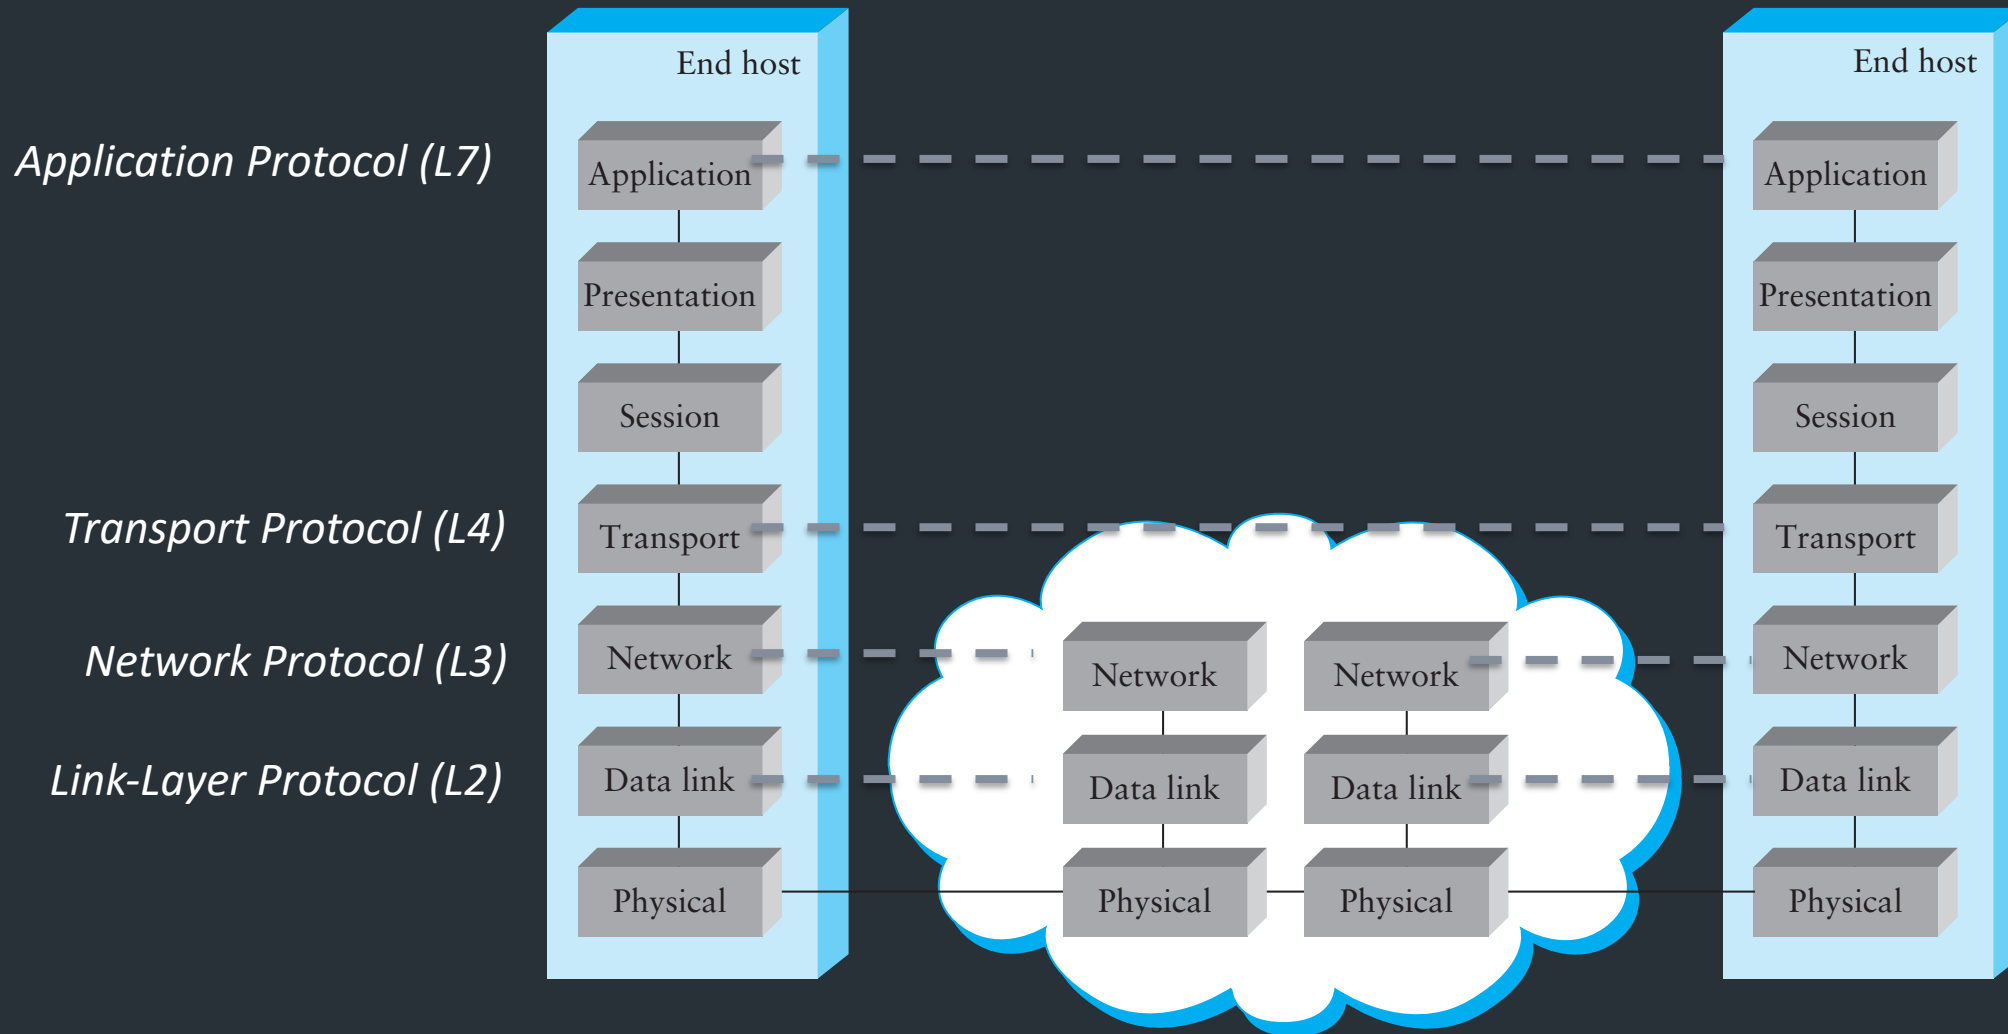 End host
End host
Application Protocol (L7)
Application
Application
Presentation
Presentation
Session
Session
Transport Protocol (L4)
Transport
Transport
Network Protocol (L3)
Network
Network
Network
Network
Link-Layer Protocol (L2)
Data link
Data link
Data link
Data link
Physical
Physical
Physical
Physical